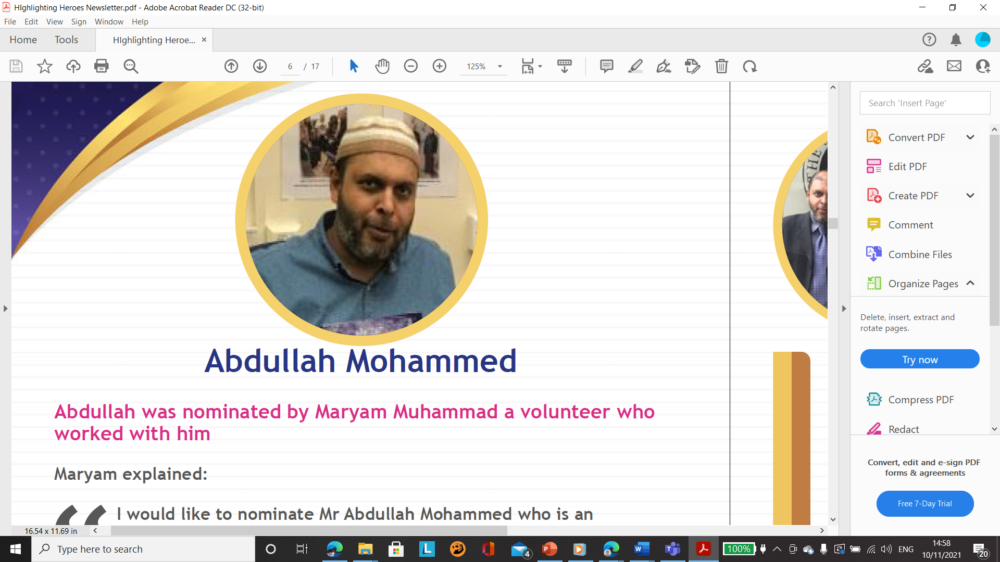 HIghlighting Heroes Newsletter.pdf - Adobe Acrobat Reader DC (32-bit)
File Edit View Sign Window Help
Home Tools HIghlighting Heroe... ×
6 / 17 125%
Search 'Insert Page'
Convert PDF
Edit PDF
Create PDF
Comment
Combine Files
Organize Pages
Delete, insert, extract and
rotate pages.
Try now
Compress PDF
Redact
Convert, edit and e-sign PDF
forms & agreements
Free 7-Day Trial
THE
Abdullah Mohammed
Abdullah was nominated by Maryam Muhammad a volunteer who
worked with him
Maryam explained:
“ I would like to nominate Mr Abdullah Mohammed who is an
16.54 x 11.69 in
Type here to search
4
100%
ENG
14:58
10/11/2021
20